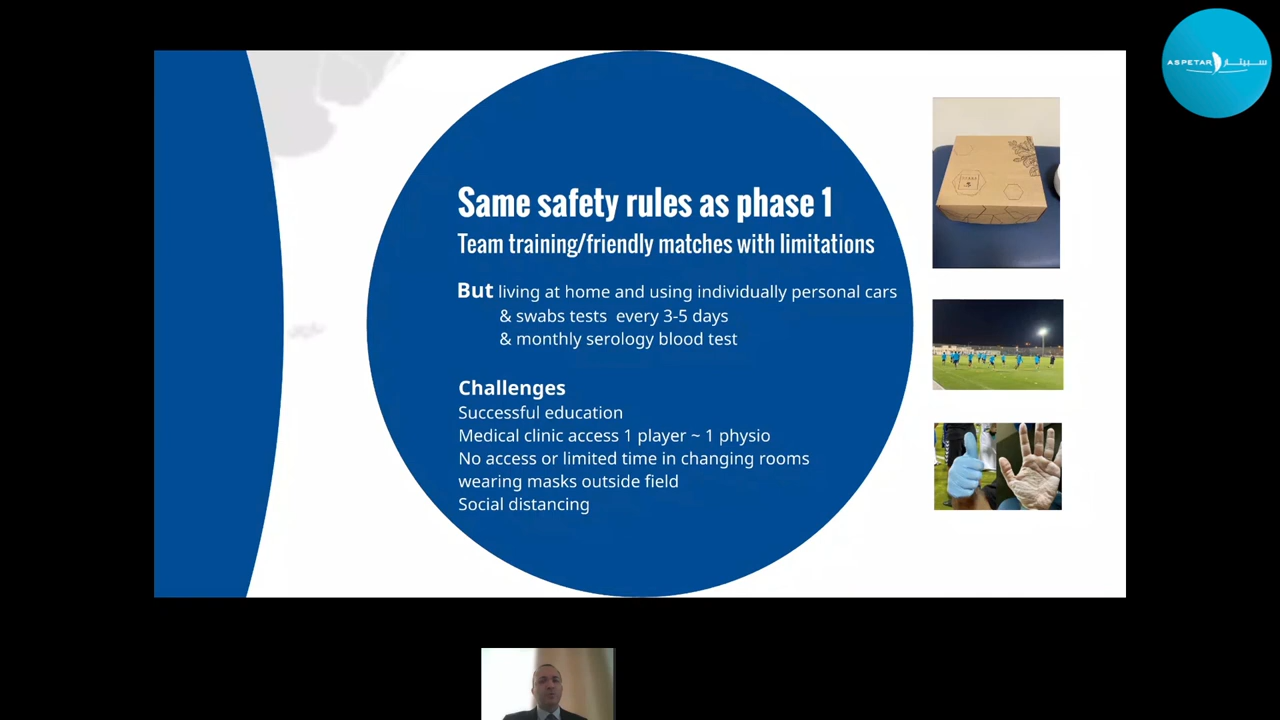 ASPETAR سبيتار
Same safety rules as phase 1
Team training/friendly matches with limitations
But living at home and using individually personal cars
& swabs tests every 3-5 days
& monthly serology blood test
Challenges
Successful education
Medical clinic access 1 player ~ 1 physio
No access or limited time in changing rooms
wearing masks outside field
Social distancing